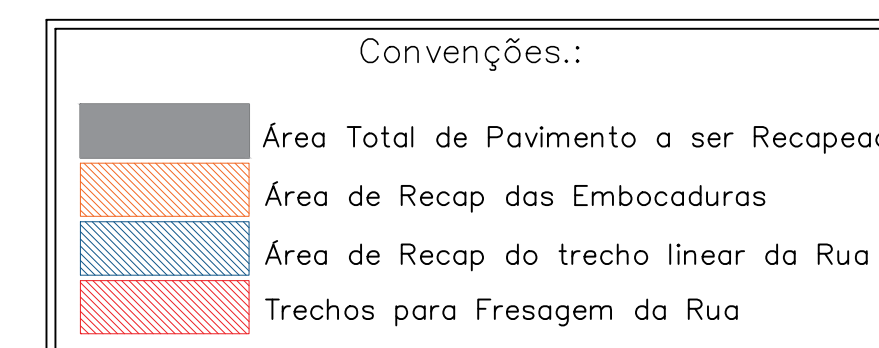 Convenções.:
Área Total de Pavimento a ser
Área de Recap das Embocaduras
Área de Recap do trecho linear da Rua
Trechos para Fresagem da Rua